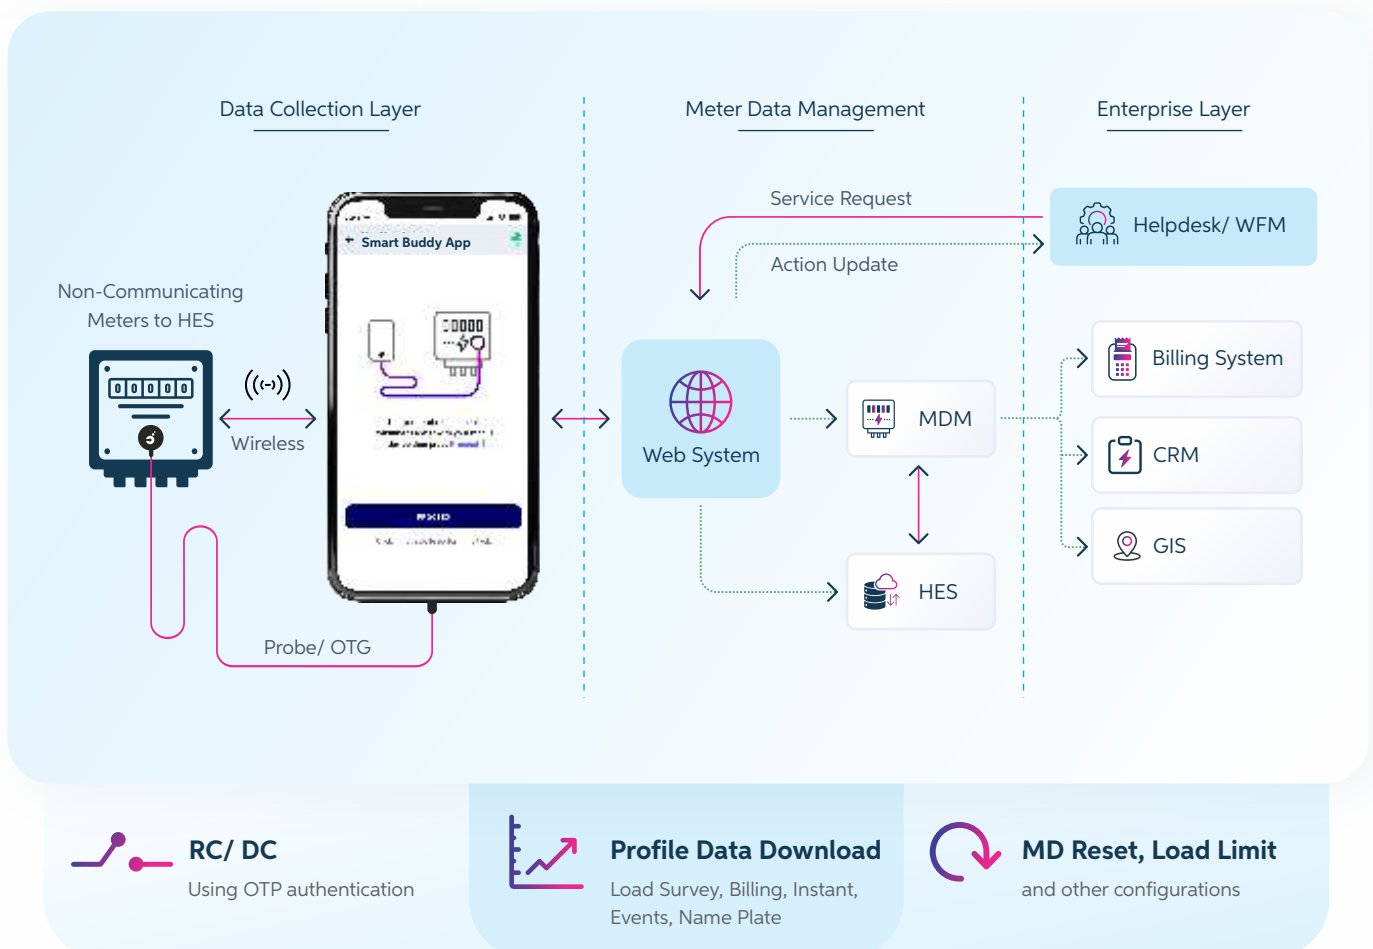 Data Collection Layer
Meter Data Management
Enterprise Layer
Service Request
Helpdesk/ WFM
Action Update
Smart Buddy App
Non-Communicating
Meters to HES
00000
00000
Wireless
Web System
MDM
HES
Billing System
CRM
GIS
Probe/ OTG
RC/ DC
Using OTP authentication
Profile Data Download
Load Survey, Billing, Instant,
Events, Name Plate
MD Reset, Load Limit
and other configurations